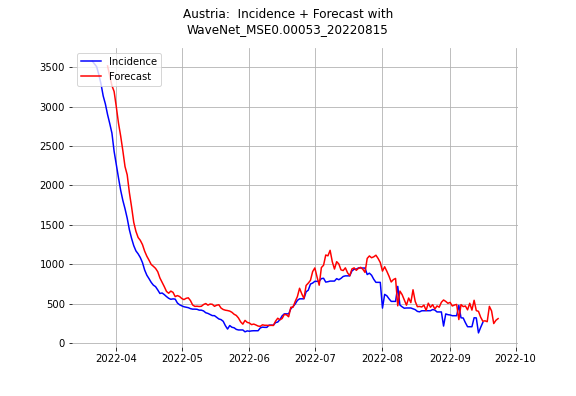 Austria:  Incidence + Forecast with
WaveNet_MSE0.00053_20220815
Incidence
Forecast
3500
3000
2500
2000
1500
1000
500
0
2022-04 2022-05 2022-06 2022-07 2022-08 2022-09 2022-10